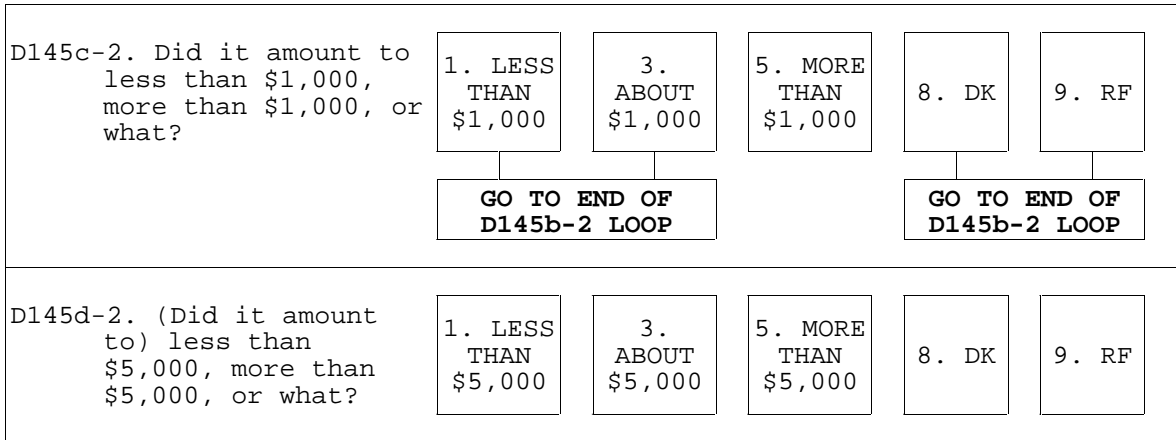 D145c-2. Did it amount to
less than $1,000,
more than $1,000, or
what?
1. LESS
THAN
$1,000
3.
ABOUT
$1,000
5. MORE
THAN
$1,000
8. DK
9. RF
GO TO END OF
D145b-2 LOOP
GO TO END OF
D145b-2 LOOP
D145d-2. (Did it amount
to) less than
$5,000, more than
$5,000, or what?
1. LESS
THAN
$5,000
3.
ABOUT
$5,000
5. MORE
THAN
$5,000
8. DK
9. RF